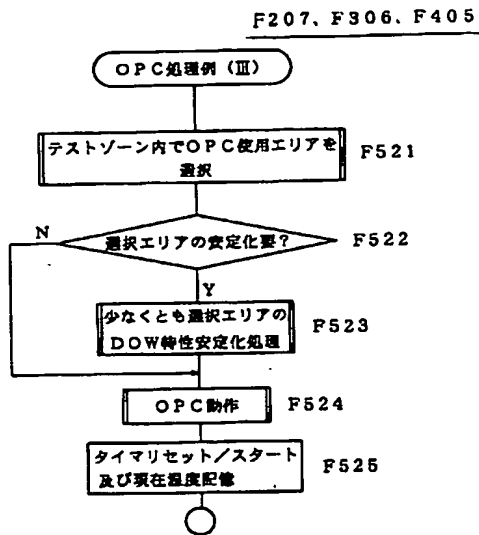 F207、F306、F405
OPC処理例(Ⅲ)
テストゾーン内でOPC使用エリアを
選択
F521
選択エリアの安定化要?
F522
N
Y
少なくとも選択エリアの
DOW特性安定化処理
F523
OPC動作
F524
タイマリセット/スタート
及び現在温度記憶
F525